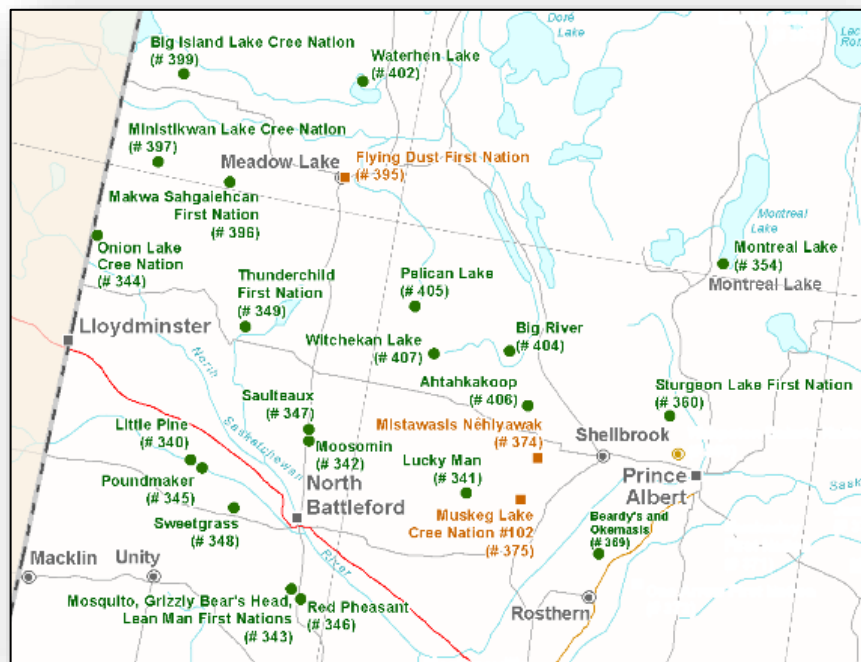 Doré
Lake
Big Island Lake Cree Nation
(# 399)
Waterhen Lake
(# 402)
Ministikwan Lake Cree Nation
(# 397)
Meadow Lake
Flying Dust First Nation
(# 395)
Makwa Sahgaiehcan
First Nation
(# 396)
Montreal
Lake
Onion Lake
Cree Nation
(# 344)
Montreal Lake
(# 354)
Montreal Lake
Thunderchild
First Nation
(# 349)
Pelican Lake
(# 405)
Lloydminster
Witchekan Lake
(# 407)
Big River
(# 404)
North
Saskatchewan
River
Ahtahkakoop
(# 406)
Sturgeon Lake First Nation
(# 360)
Saulteaux
(# 347)
Little Pine
(# 340)
Mistawasis Nêhiyawak
(# 374)
Shellbrook
Moosomin
(# 342)
Lucky Man
(# 341)
Poundmaker
(# 345)
North
Battleford
Prince
Albert
Sweetgrass
(# 348)
Muskeg Lake
Cree Nation #102
(# 375)
Beardy's and
Okemasis
(# 369)
Macklin
Unity
Rosthern
Mosquito, Grizzly Bear's Head,
Lean Man First Nations
(# 343)
Red Pheasant
(# 346)